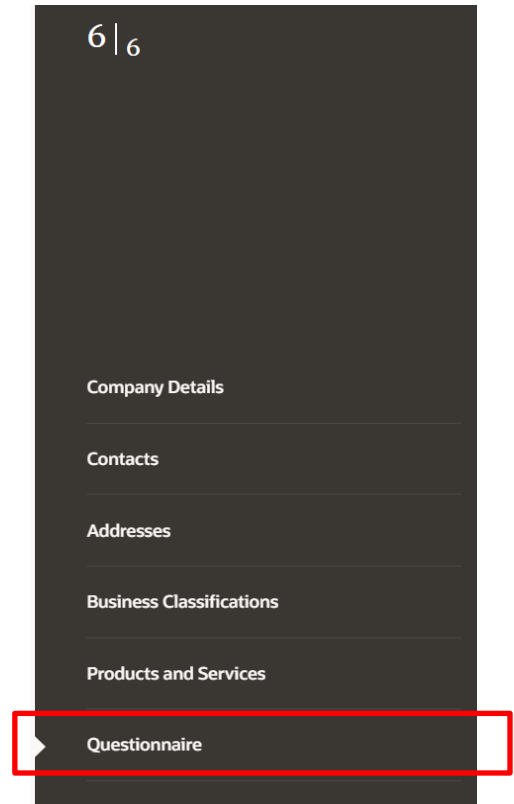 6 | 6
Company Details
Contacts
Addresses
Business Classifications
Products and Services
Questionnaire